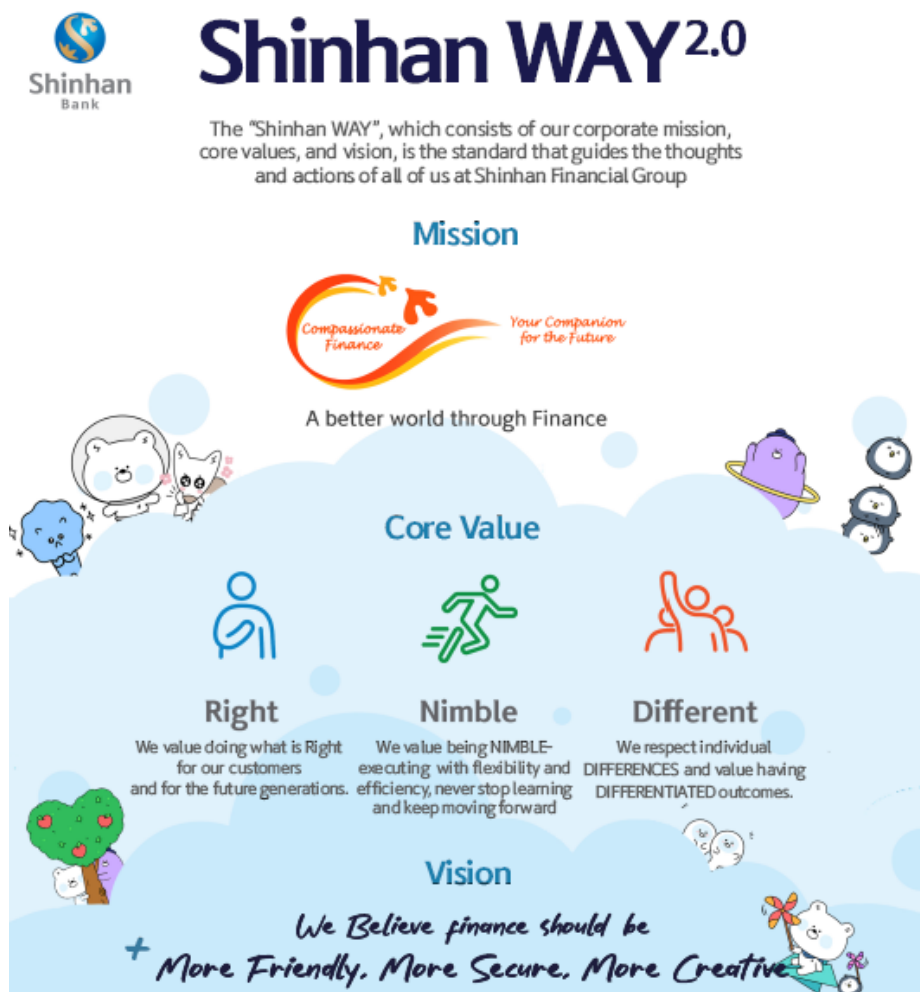 Shinhan
Bank
Shinhan WAY 2.0
The "Shinhan WAY", which consists of our corporate mission,
core values, and vision, is the standard that guides the thoughts
and actions of all of us at Shinhan Financial Group
Mission
Compassionate
Finance
Your Companion
for the Future
A better world through Finance
Core Value
Right
We value doing what is Right
for our customers
and for the future generations.
Nimble
We value being NIMBLE-
executing with flexibility and
efficiency, never stop learning
and keep moving forward
Different
We respect individual
DIFFERENCES and value having
DIFFERENTIATED outcomes.
Vision
We Believe finance should be
+ More Friendly, More Secure, More Creative